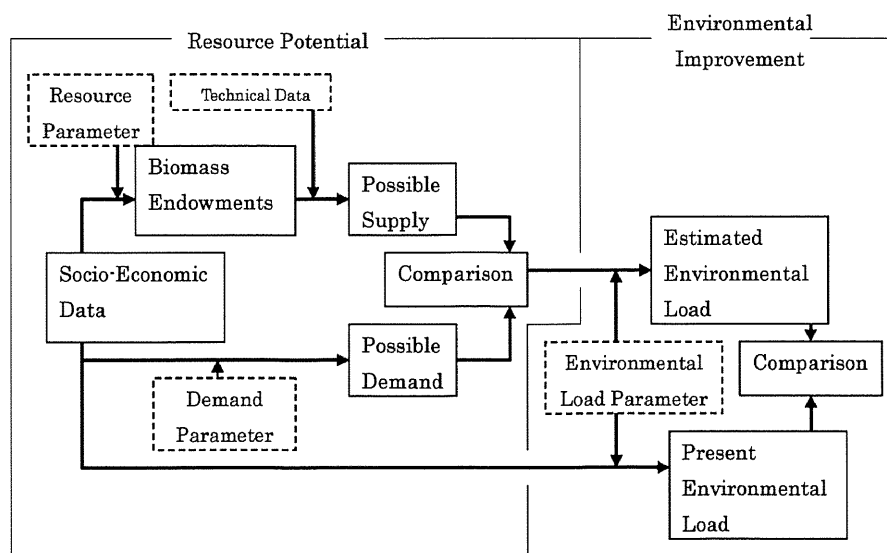 Resource Potential
Environmental
Improvement
Resource
Parameter
Technical Data
Biomass
Endowments
Possible
Supply
Socio-Economic
Data
Comparison
Estimated
Environmental
Load
Possible
Demand
Environmental
Load Parameter
Comparison
Demand
Parameter
Present
Environmental
Load